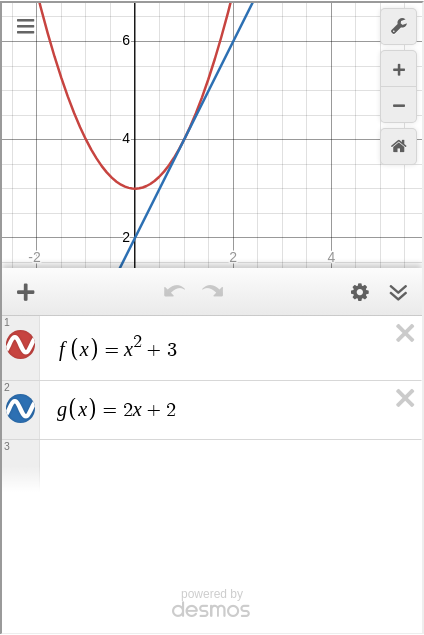 6
4
2
-2 2 4
1
f(x) = x² + 3
2
g(x) = 2x + 2
3
powered by
desmos